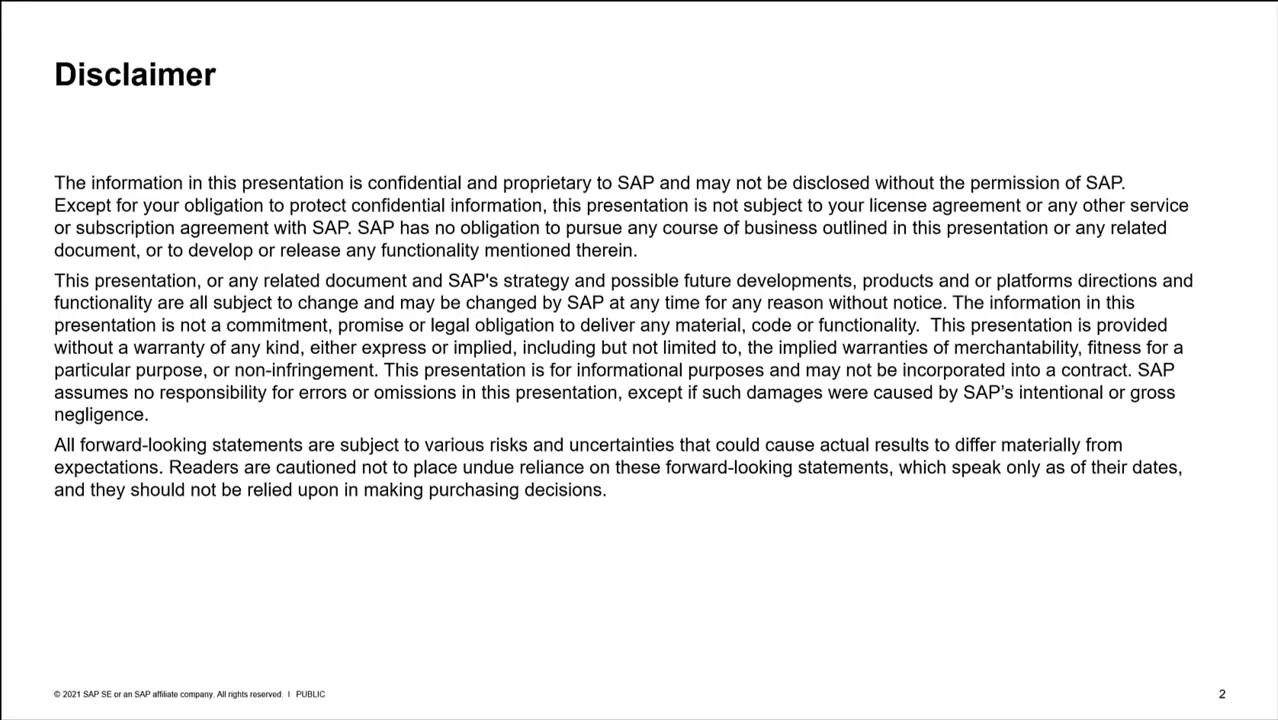 Disclaimer
The information in this presentation is confidential and proprietary to SAP and may not be disclosed without the permission of SAP.
Except for your obligation to protect confidential information, this presentation is not subject to your license agreement or any other service
or subscription agreement with SAP. SAP has no obligation to pursue any course of business outlined in this presentation or any related
document, or to develop or release any functionality mentioned therein.
This presentation, or any related document and SAP's strategy and possible future developments, products and or platforms directions and
functionality are all subject to change and may be changed by SAP at any time for any reason without notice. The information in this
presentation is not a commitment, promise or legal obligation to deliver any material, code or functionality.  This presentation is provided
without a warranty of any kind, either express or implied, including but not limited to, the implied warranties of merchantability, fitness for a
particular purpose, or non-infringement. This presentation is for informational purposes and may not be incorporated into a contract. SAP
assumes no responsibility for errors or omissions in this presentation, except if such damages were caused by SAP’s intentional or gross
negligence.
All forward-looking statements are subject to various risks and uncertainties that could cause actual results to differ materially from
expectations. Readers are cautioned not to place undue reliance on these forward-looking statements, which speak only as of their dates,
and they should not be relied upon in making purchasing decisions.
© 2021 SAP SE or an SAP affiliate company. All rights reserved. I PUBLIC
2